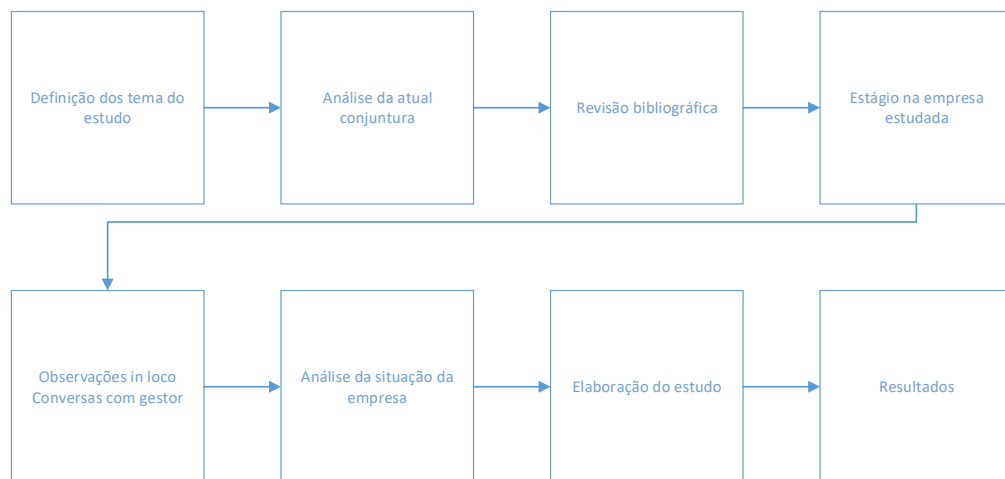 Definição dos tema do
estudo
Análise da atual
conjuntura
Revisão bibliográfica
Estágio na empresa
estudada
Observações in loco
Conversas com gestor
Análise da situação da
empresa
Elaboração do estudo
Resultados